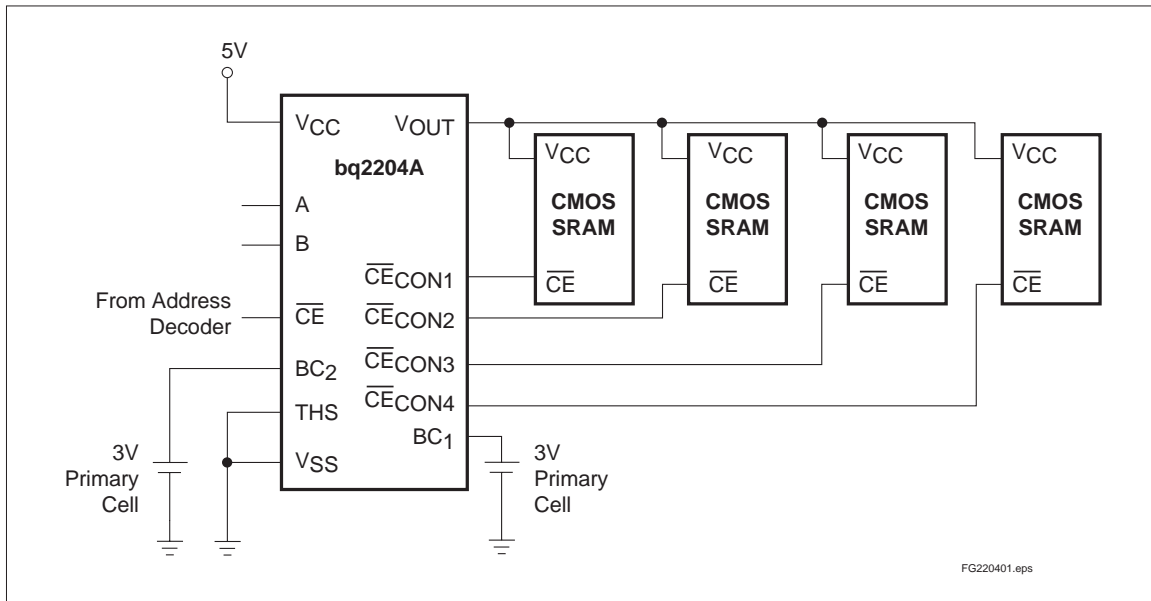 5V
VCC
VOUT
bq2204A
A
B
From Address
Decoder
CE
BC2
THS
VSS
3V
Primary
Cell
CECON1
CECON2
CECON3
CECON4
BC1
3V
Primary
Cell
VCC
CMOS
SRAM
CE
VCC
CMOS
SRAM
CE
VCC
CMOS
SRAM
CE
VCC
CMOS
SRAM
CE
FG220401.eps